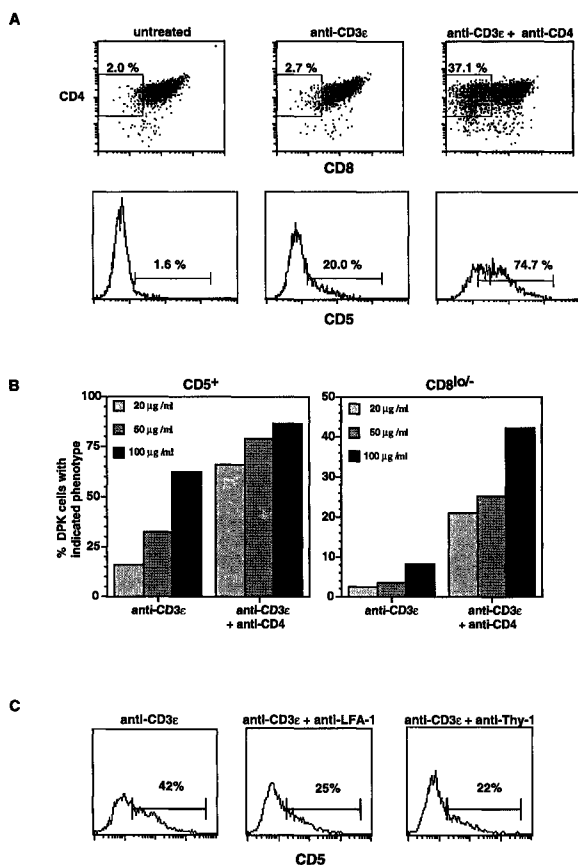 A
untreated
anti-CD3ε
anti-CD3ε + anti-CD4
2.0 %
2.7 %
37.1 %
CD4
CD8
1.6 %
20.0 %
74.7 %
CD5
B
CD5+
CD8lo/-
% DPK cells with
indicated phenotype
100
75
50
25
0
20 µg/ml
50 µg/ml
100 µg/ml
anti-CD3ε
anti-CD3ε
+ anti-CD4
50
40
30
20
10
0
20 µg/ml
50 µg/ml
100 µg/ml
anti-CD3ε
anti-CD3ε
+ anti-CD4
C
anti-CD3ε
anti-CD3ε + anti-LFA-1
anti-CD3ε + anti-Thy-1
42%
25%
22%
CD5